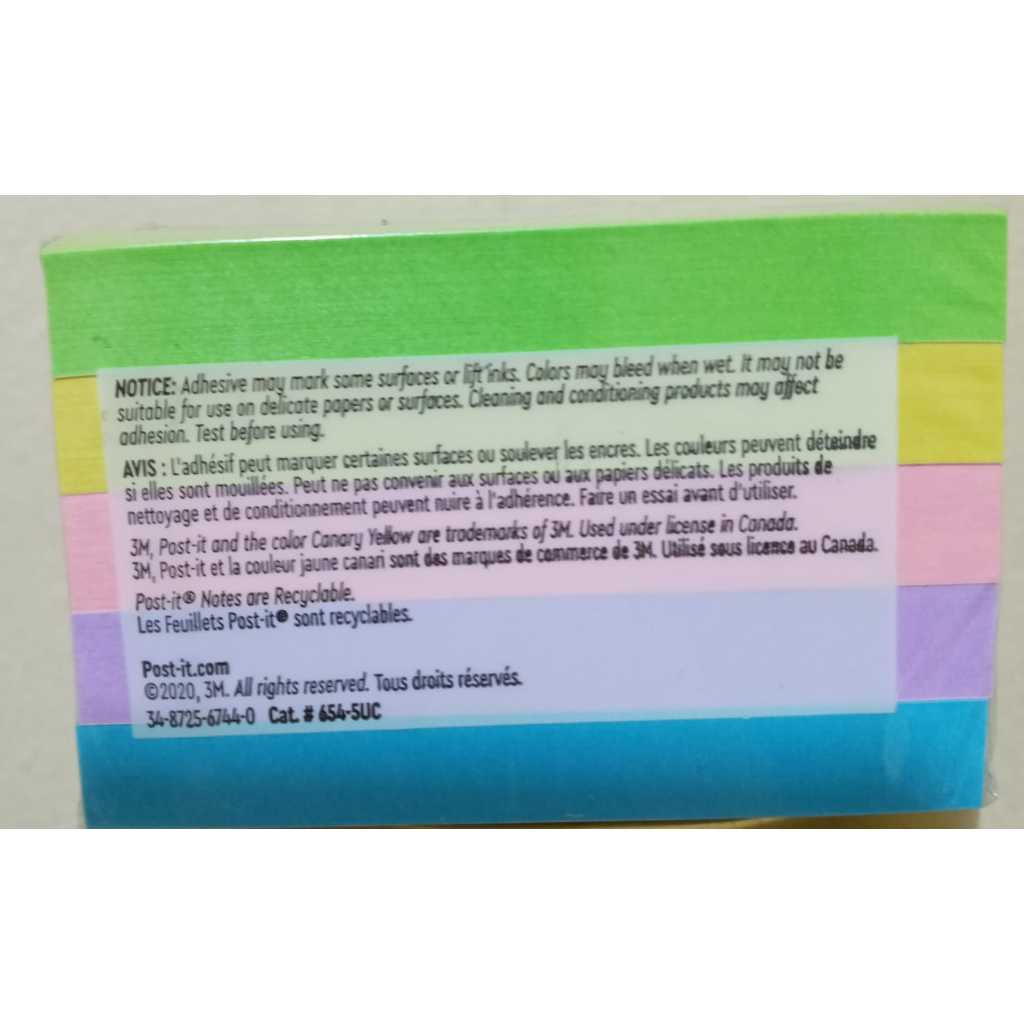 NOTICE: Adhesive may mark some surfaces or lift inks. Colors may bleed when wet. It may not be
suitable for use on delicate papers or surfaces. Cleaning and conditioning products may affect
adhesion. Test before using.
AVIS : L'adhésif peut marquer certaines surfaces ou soulever les encres. Les couleurs peuvent déteindre
si elles sont mouillées. Peut ne pas convenir aux surfaces ou aux papiers délicats. Les produits de
nettoyage et de conditionnement peuvent nuire à l'adhérence. Faire un essai avant d'utiliser.
3M, Post-it and the color Canary Yellow are trademarks of 3M. Used under license in Canada.
3M, Post-it et la couleur jaune canari sont des marques de commerce de 3M. Utilisé sous licence au Canada.
Post-it® Notes are Recyclable.
Les Feuillets Post-it® sont recyclables.
Post-it.com
©2020, 3M. All rights reserved. Tous droits réservés.
34-8725-6744-0 Cat. # 654-5UC